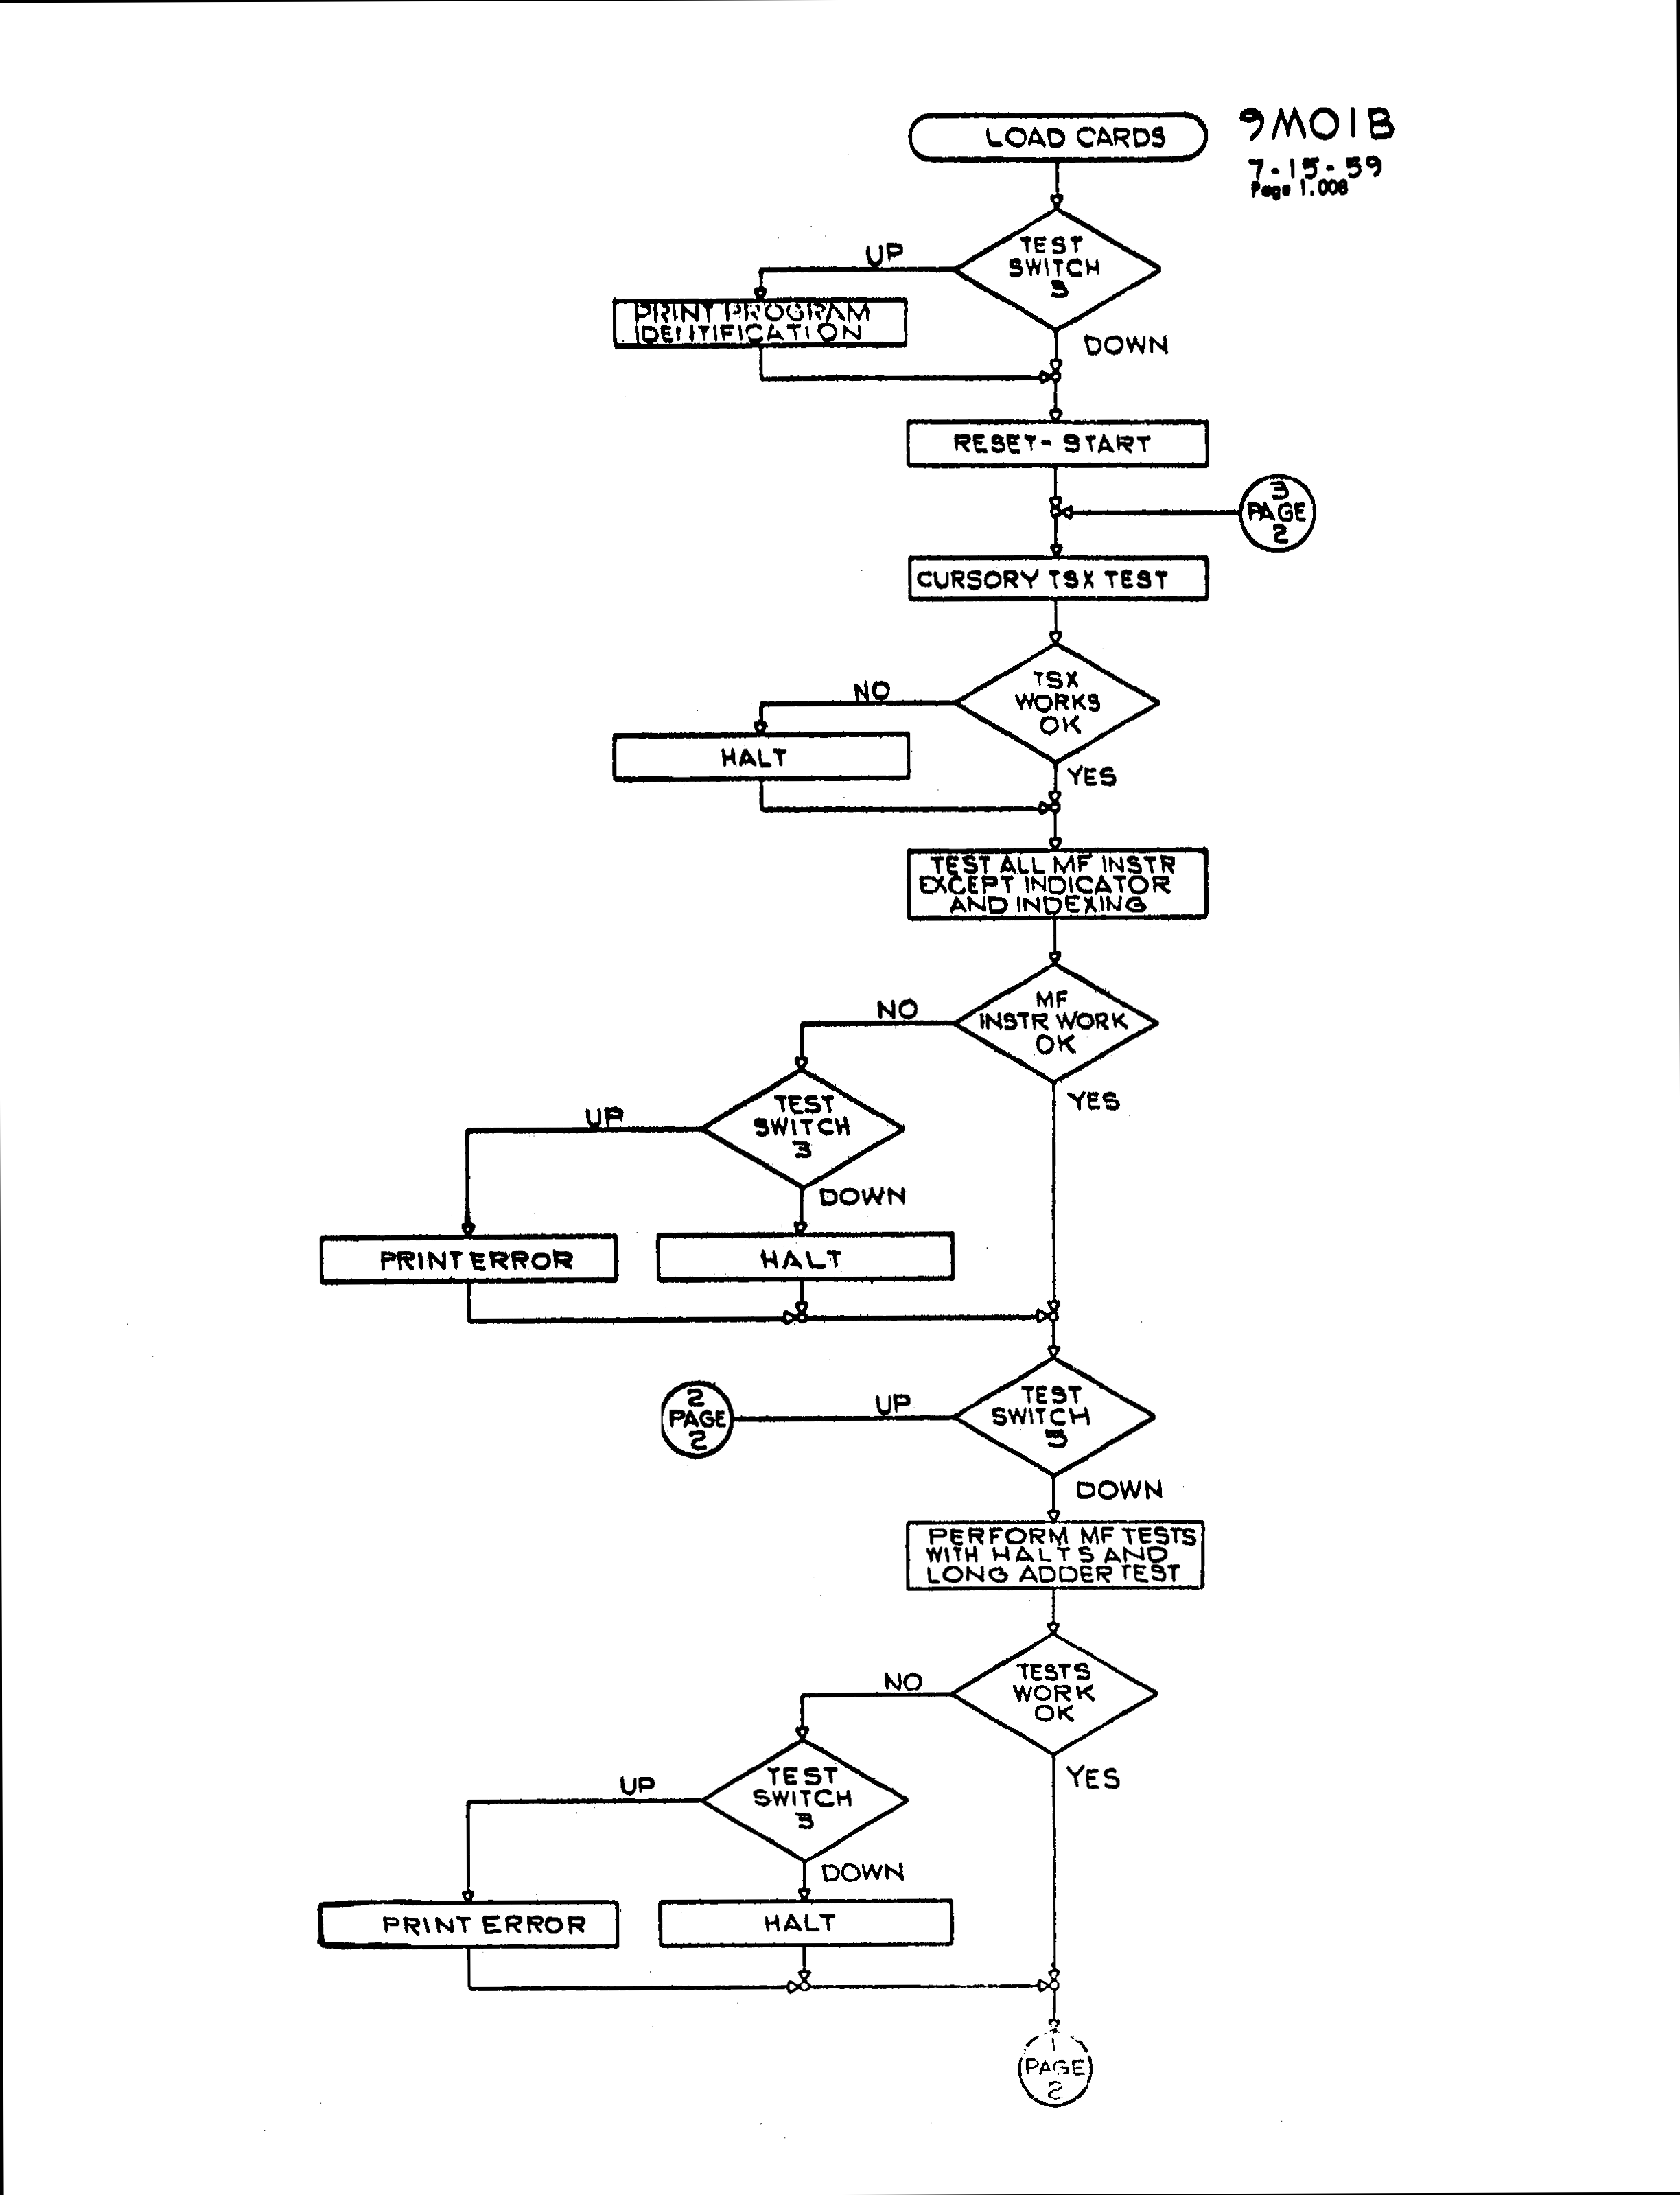 9M01B
7-15-59
Page 1.008
LOAD CARDS
TEST
SWITCH
3
UP
DOWN
PRINT PROGRAM
IDENTIFICATION
RESET-START
3
PAGE
2
CURSORY TSX TEST
TSX
WORKS
OK
NO
YES
HALT
TEST ALL MF INSTR
EXCEPT INDICATOR
AND INDEXING
MF
INSTR WORK
OK
NO
YES
TEST
SWITCH
3
UP
DOWN
PRINT ERROR
HALT
TEST
SWITCH
5
UP
2
PAGE
2
DOWN
PERFORM MF TESTS
WITH HALTS AND
LONG ADDER TEST
TESTS
WORK
OK
NO
YES
TEST
SWITCH
3
UP
DOWN
PRINT ERROR
HALT
1
PAGE
2